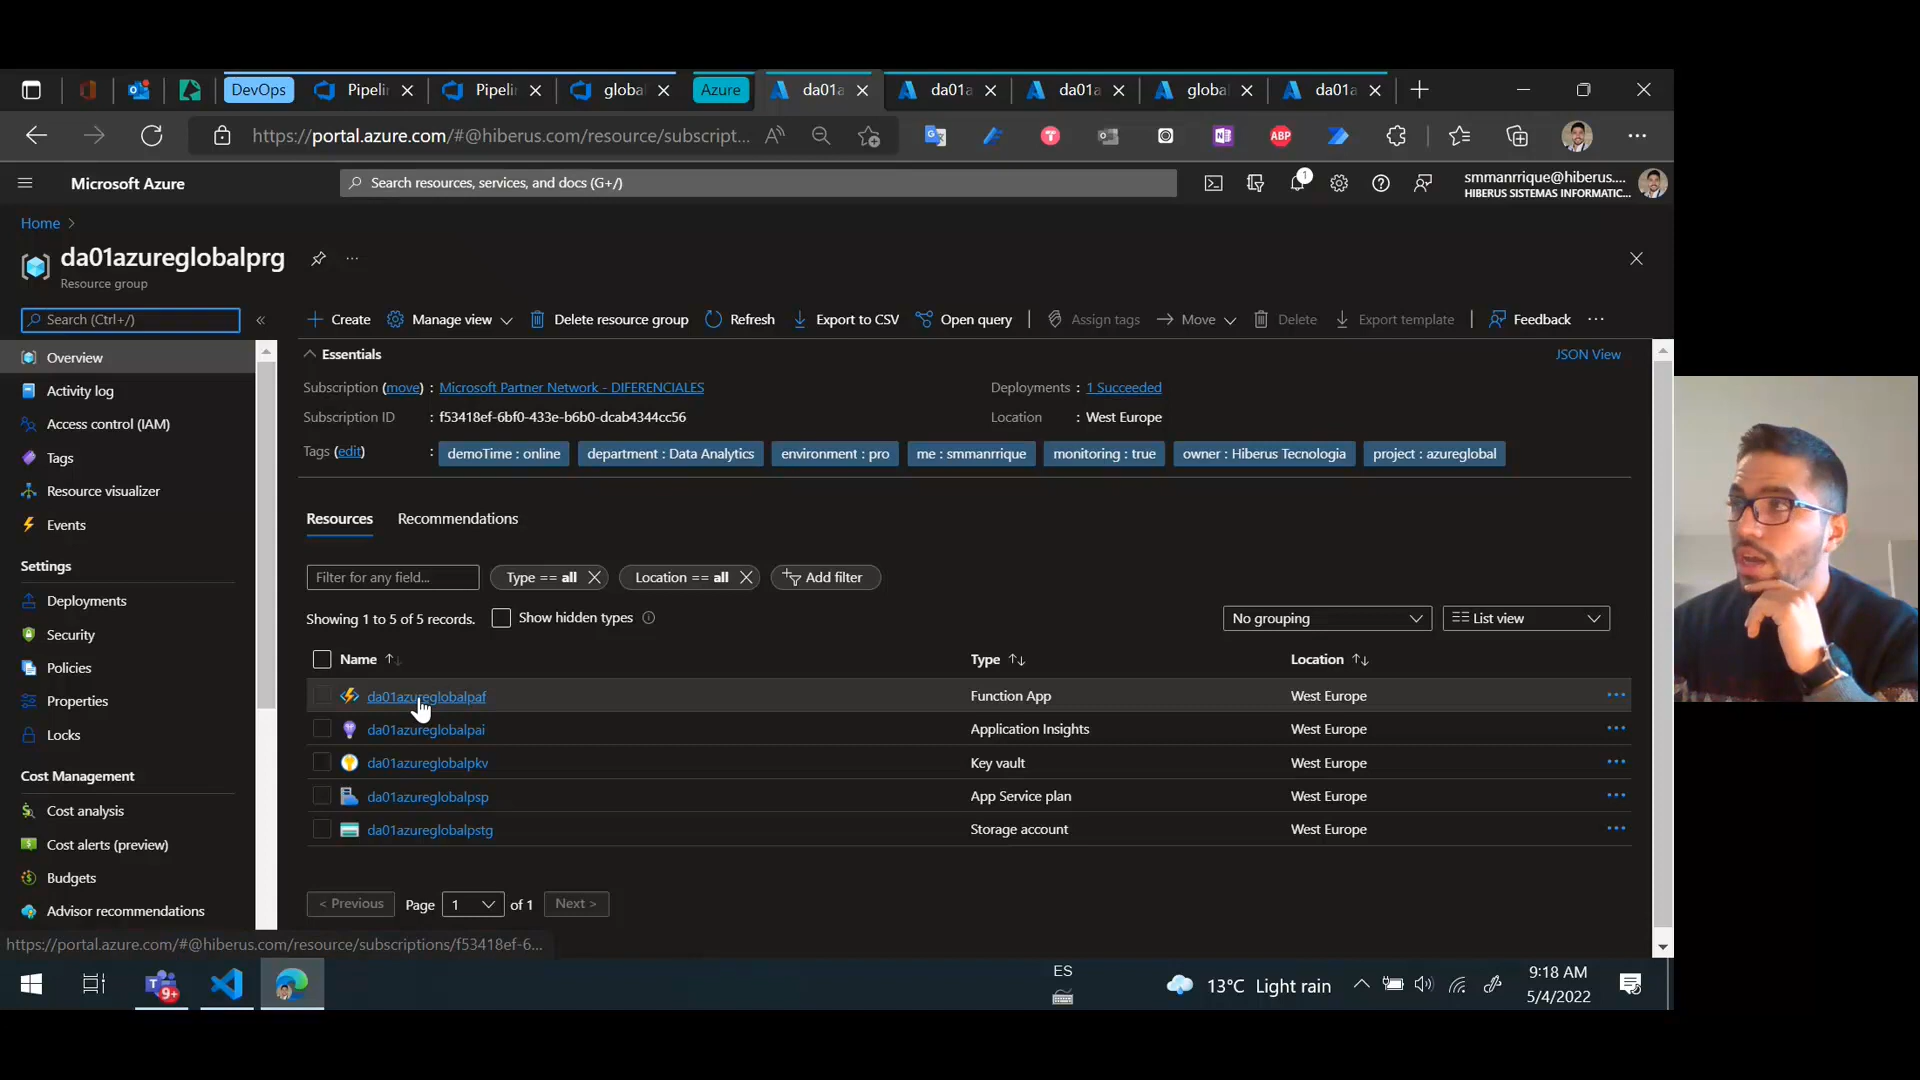 DevOps
Pipelin
Pipelin
global
Azure
da01a
da01a
da01a
global
da01a
https://portal.azure.com/#@hiberus.com/resource/subscript...
ABP
Microsoft Azure
Search resources, services, and docs (G+/)
1
smmanrrique@hiberus....
HIBERUS SISTEMAS INFORMATIC...
Home
da01azureglobalprg
Resource group
Search (Ctrl+/)
Create
Manage view
Delete resource group
Refresh
Export to CSV
Open query
Assign tags
Move
Delete
Export template
Feedback
Overview
Activity log
Access control (IAM)
Tags
Resource visualizer
Events
Settings
Deployments
Security
Policies
Properties
Locks
Cost Management
Cost analysis
Cost alerts (preview)
Budgets
Advisor recommendations
Essentials
JSON View
Subscription (move) : Microsoft Partner Network - DIFERENCIALES
Deployments : 1 Succeeded
Subscription ID : f53418ef-6bf0-433e-b6b0-dcab4344cc56
Location : West Europe
Tags (edit) : demoTime : online department : Data Analytics environment : pro me : smmanrrique monitoring : true owner : Hiberus Tecnologia project : azureglobal
Resources Recommendations
Filter for any field...
Type == all
Location == all
Add filter
Showing 1 to 5 of 5 records.
Show hidden types
No grouping
List view
Name Type Location
da01azureglobalpaf Function App West Europe
da01azureglobalpai Application Insights West Europe
da01azureglobalpkv Key vault West Europe
da01azureglobalpsp App Service plan West Europe
da01azureglobalpstg Storage account West Europe
< Previous Page 1 of 1 Next >
https://portal.azure.com/#@hiberus.com/resource/subscriptions/f53418ef-6...
9+
ES
13°C Light rain
9:18 AM
5/4/2022